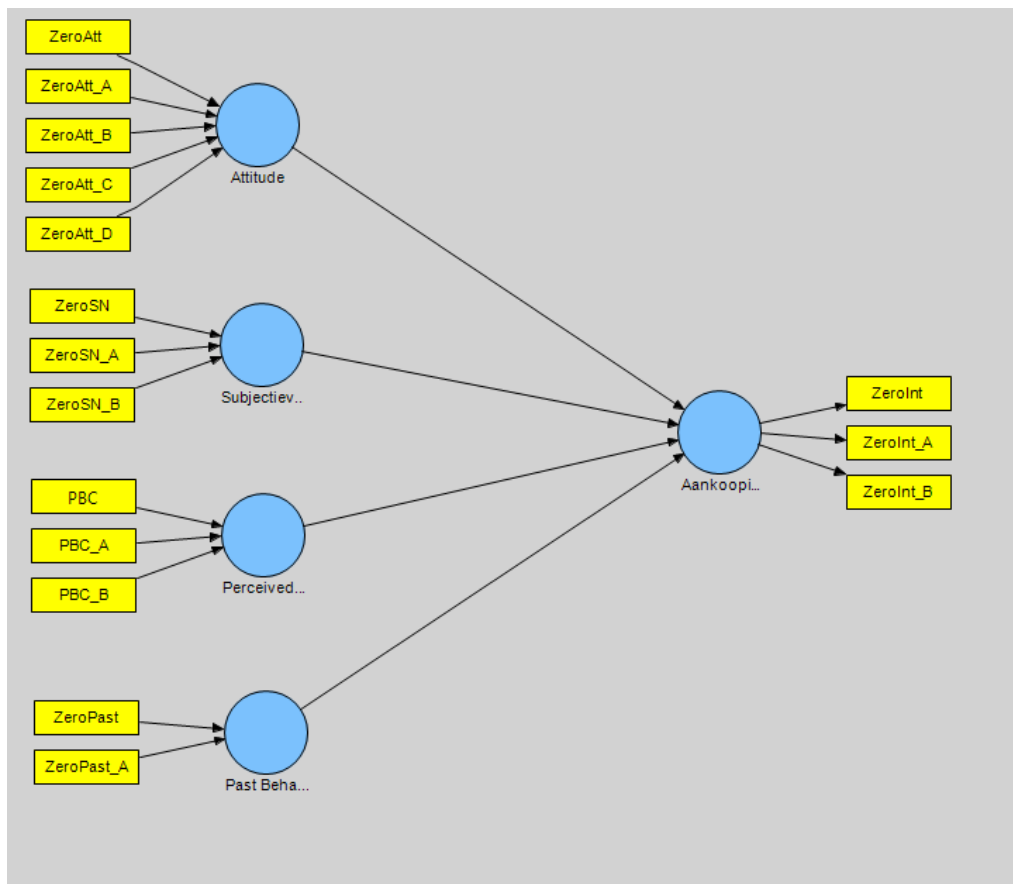 ZeroAtt
ZeroAtt_A
ZeroAtt_B
ZeroAtt_C
ZeroAtt_D
Attitude
ZeroSN
ZeroSN_A
ZeroSN_B
Subjectiev..
PBC
PBC_A
PBC_B
Perceived...
ZeroPast
ZeroPast_A
Past Beha...
Aankoopi...
ZeroInt
ZeroInt_A
ZeroInt_B